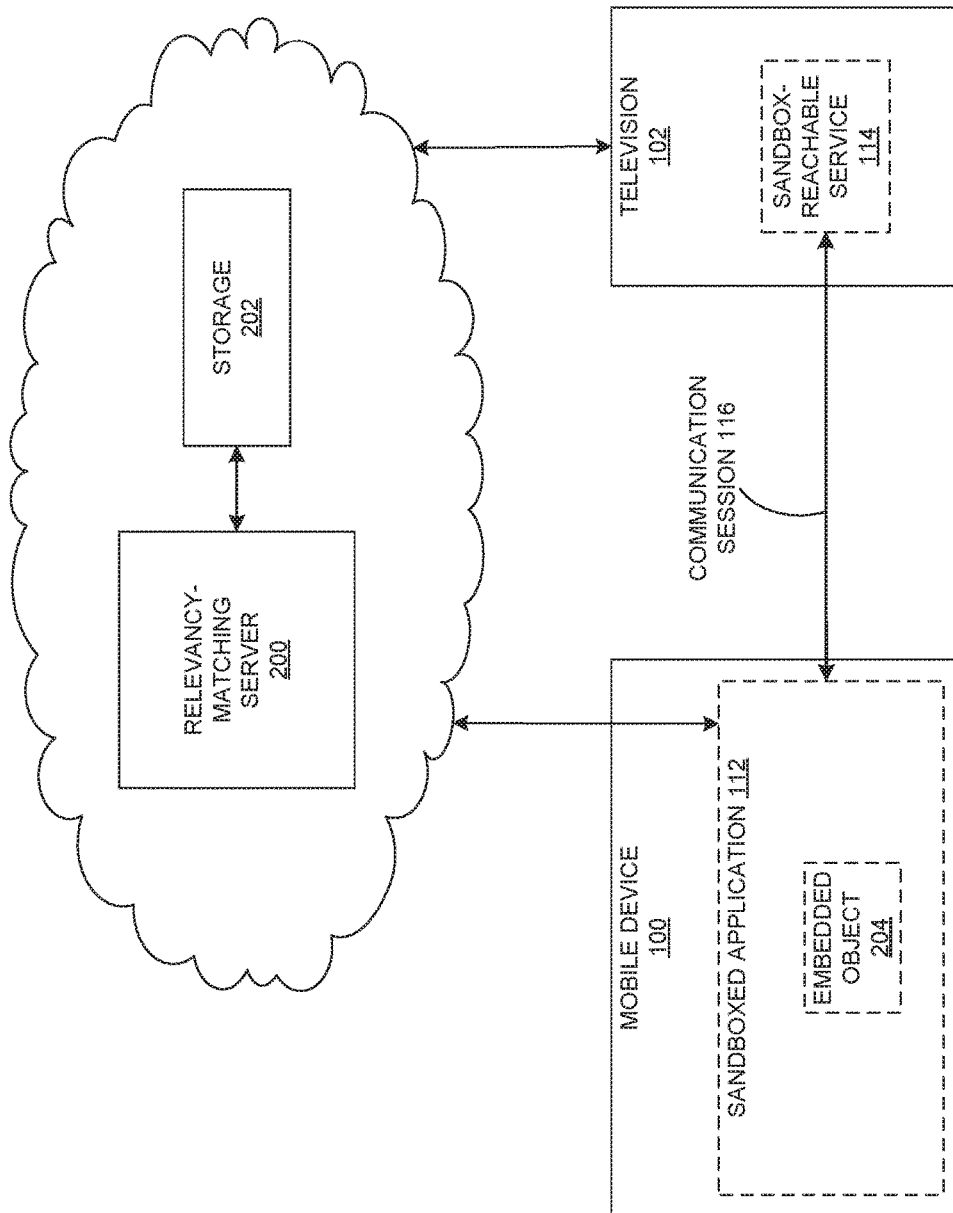 RELEVANCY-
MATCHING
SERVER
200
STORAGE
202
MOBILE DEVICE
100
SANDBOXED APPLICATION 112
EMBEDDED
OBJECT
204
COMMUNICATION
SESSION 116
TELEVISION
102
SANDBOX-
REACHABLE
SERVICE
114